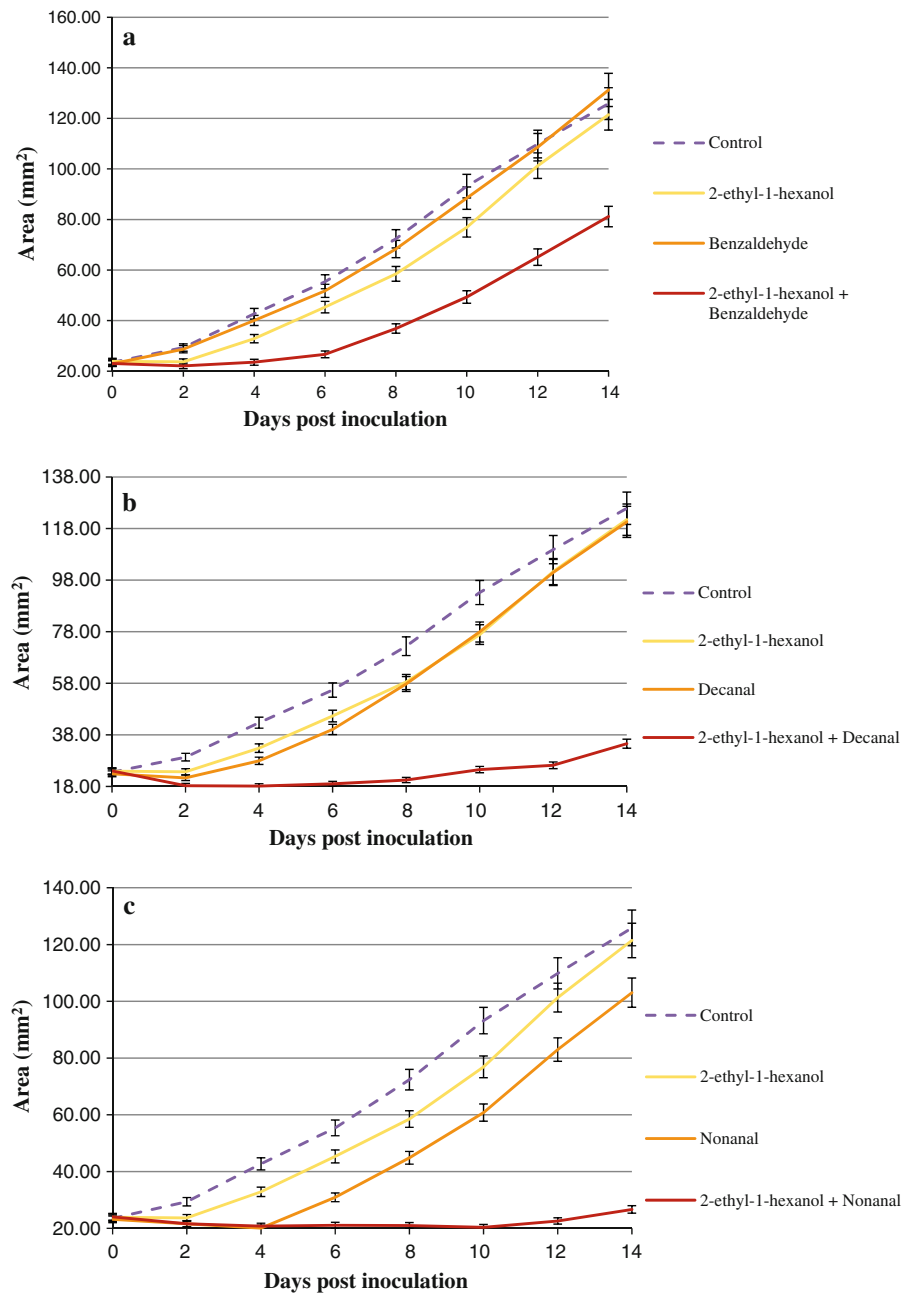 a
160.00
140.00
120.00
100.00
80.00
60.00
40.00
20.00
Area (mm²)
0 2 4 6 8 10 12 14
Days post inoculation
Control
2-ethyl-1-hexanol
Benzaldehyde
2-ethyl-1-hexanol +
Benzaldehyde
b
138.00
118.00
98.00
78.00
58.00
38.00
18.00
Area (mm²)
0 2 4 6 8 10 12 14
Days post inoculation
Control
2-ethyl-1-hexanol
Decanal
2-ethyl-1-hexanol + Decanal
c
140.00
120.00
100.00
80.00
60.00
40.00
20.00
Area (mm²)
0 2 4 6 8 10 12 14
Days post inoculation
Control
2-ethyl-1-hexanol
Nonanal
2-ethyl-1-hexanol + Nonanal